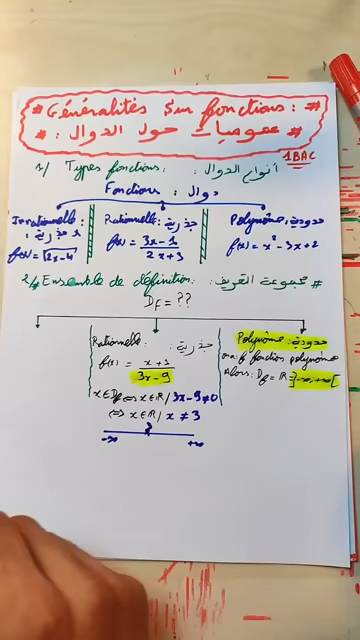 # Généralités Sur fonctions : #
# عموميات حول الدوال : #
1BAC
1/ Types fonctions : أنواع الدوال :
Fonctions دوال :
Irrationnelle :
f(x) = √2x-4
Rationnelle : جذرية :
f(x) = 3x-1 / 2x+3
Polynôme : حدودية :
f(x) = x² - 3x + 2
2/ Ensemble de définition : مجموعة التعريف : #
Df = ??
Rationnelle : جذرية :
f(x) = x+1 / 3x-9
x ∈ Df ⇔ x ∈ ℝ / 3x-9 ≠ 0
⇔ x ∈ ℝ / x ≠ 3
3
-∞ +∞
Polynôme : حدودية :
on a : f fonction polynôme
Alors : Df = ℝ = ]-∞,+∞[